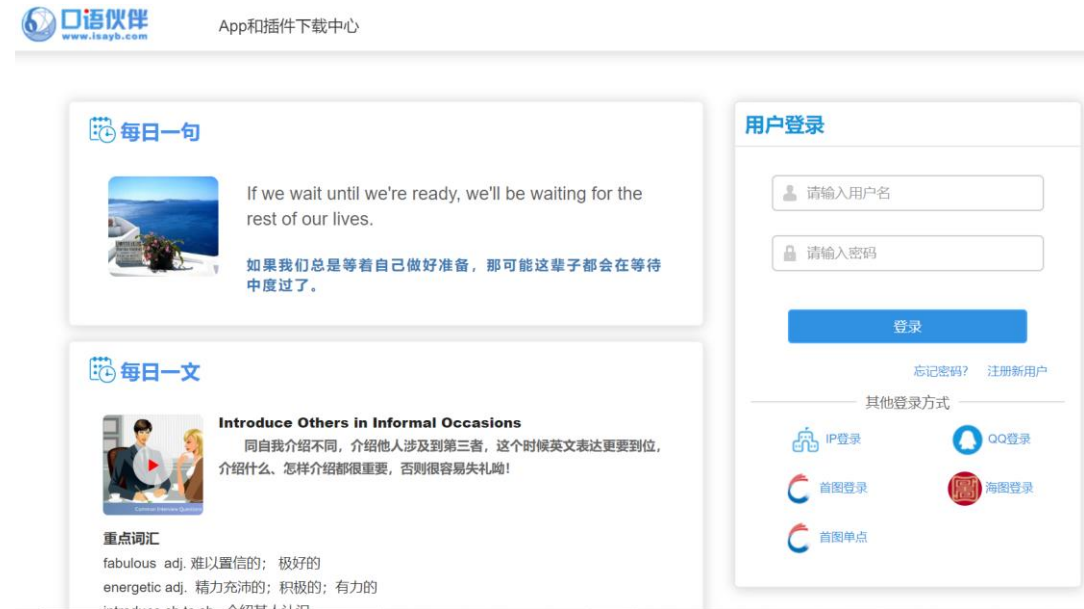 口语伙伴
www.isayb.com
App和插件下载中心
每日一句
If we wait until we're ready, we'll be waiting for the
rest of our lives.
如果我们总是等着自己做好准备，那可能这辈子都会在等待
中度过了。
每日一文
Introduce Others in Informal Occasions
同自我介绍不同，介绍他人涉及到第三者，这个时候英文表达更要到位，
介绍什么、怎样介绍都很重要，否则很容易失礼呦！
Common Interview Questions
重点词汇
fabulous adj. 难以置信的； 极好的
energetic adj. 精力充沛的；积极的；有力的
用户登录
请输入用户名
请输入密码
登录
忘记密码? 注册新用户
其他登录方式
IP登录 QQ登录
首图登录 海图登录
首图单点